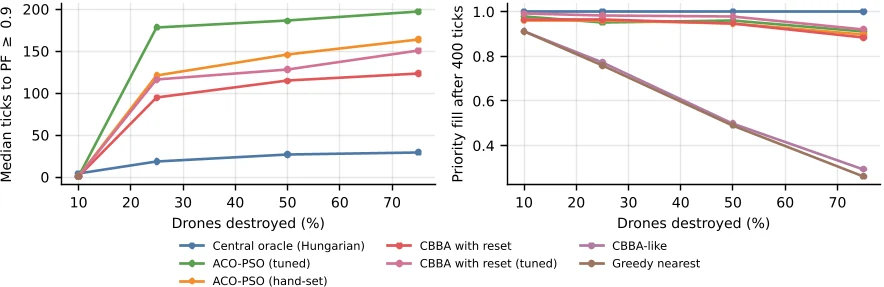 Median ticks to PF ≥ 0.9
200
150
100
50
0
10 20 30 40 50 60 70
Drones destroyed (%)
Priority fill after 400 ticks
1.0
0.8
0.6
0.4
10 20 30 40 50 60 70
Drones destroyed (%)
Central oracle (Hungarian)
ACO-PSO (tuned)
ACO-PSO (hand-set)
CBBA with reset
CBBA with reset (tuned)
CBBA-like
Greedy nearest